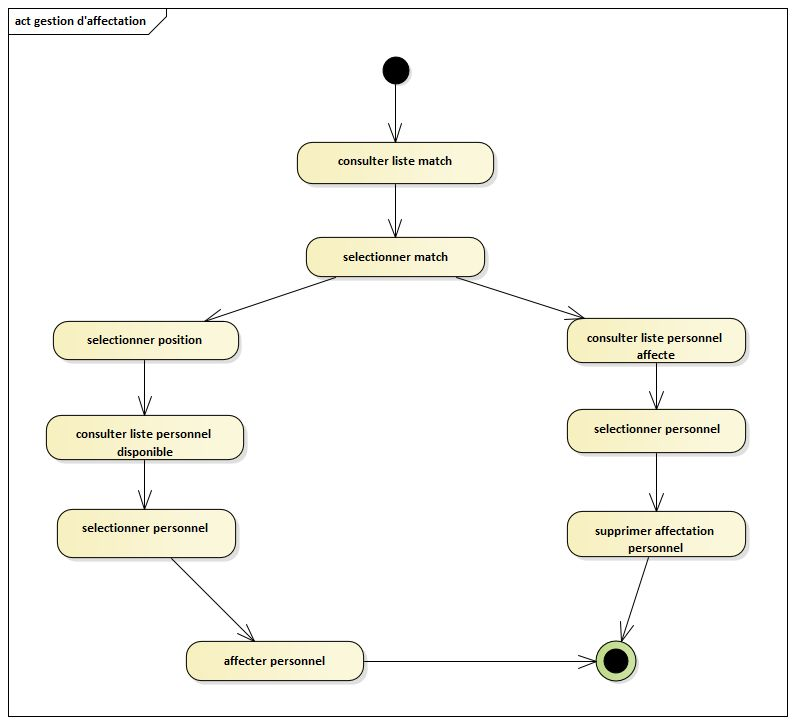 act gestion d'affectation
consulter liste match
selectionner match
selectionner position
consulter liste personnel
affecte
consulter liste personnel
disponible
selectionner personnel
selectionner personnel
supprimer affectation
personnel
affecter personnel